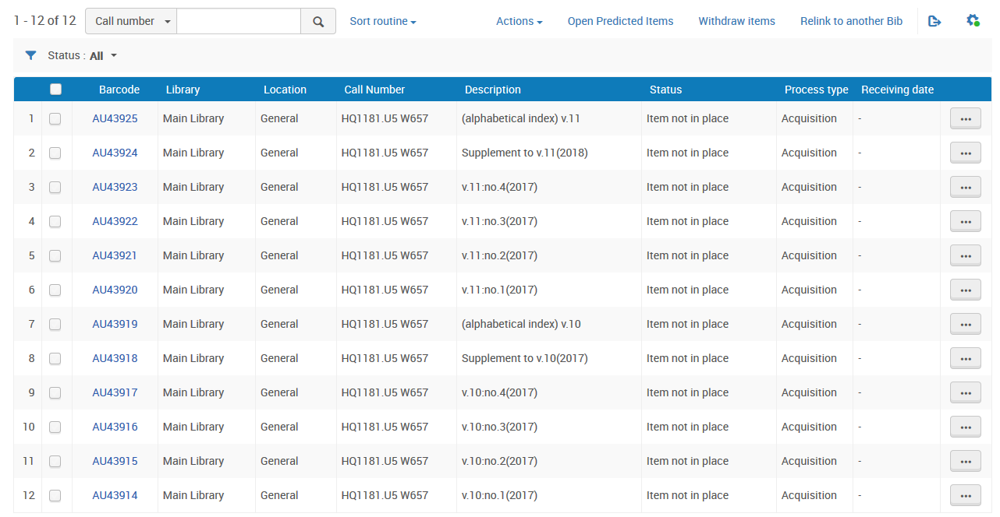 1 - 12 of 12 Call number Sort routine Actions Open Predicted Items Withdraw items Relink to another Bib
Status : All
Barcode Library Location Call Number Description Status Process type Receiving date
1 AU43925 Main Library General HQ1181.U5 W657 (alphabetical index) v.11 Item not in place Acquisition -
2 AU43924 Main Library General HQ1181.U5 W657 Supplement to v.11(2018) Item not in place Acquisition -
3 AU43923 Main Library General HQ1181.U5 W657 v.11:no.4(2017) Item not in place Acquisition -
4 AU43922 Main Library General HQ1181.U5 W657 v.11:no.3(2017) Item not in place Acquisition -
5 AU43921 Main Library General HQ1181.U5 W657 v.11:no.2(2017) Item not in place Acquisition -
6 AU43920 Main Library General HQ1181.U5 W657 v.11:no.1(2017) Item not in place Acquisition -
7 AU43919 Main Library General HQ1181.U5 W657 (alphabetical index) v.10 Item not in place Acquisition -
8 AU43918 Main Library General HQ1181.U5 W657 Supplement to v.10(2017) Item not in place Acquisition -
9 AU43917 Main Library General HQ1181.U5 W657 v.10:no.4(2017) Item not in place Acquisition -
10 AU43916 Main Library General HQ1181.U5 W657 v.10:no.3(2017) Item not in place Acquisition -
11 AU43915 Main Library General HQ1181.U5 W657 v.10:no.2(2017) Item not in place Acquisition -
12 AU43914 Main Library General HQ1181.U5 W657 v.10:no.1(2017) Item not in place Acquisition -